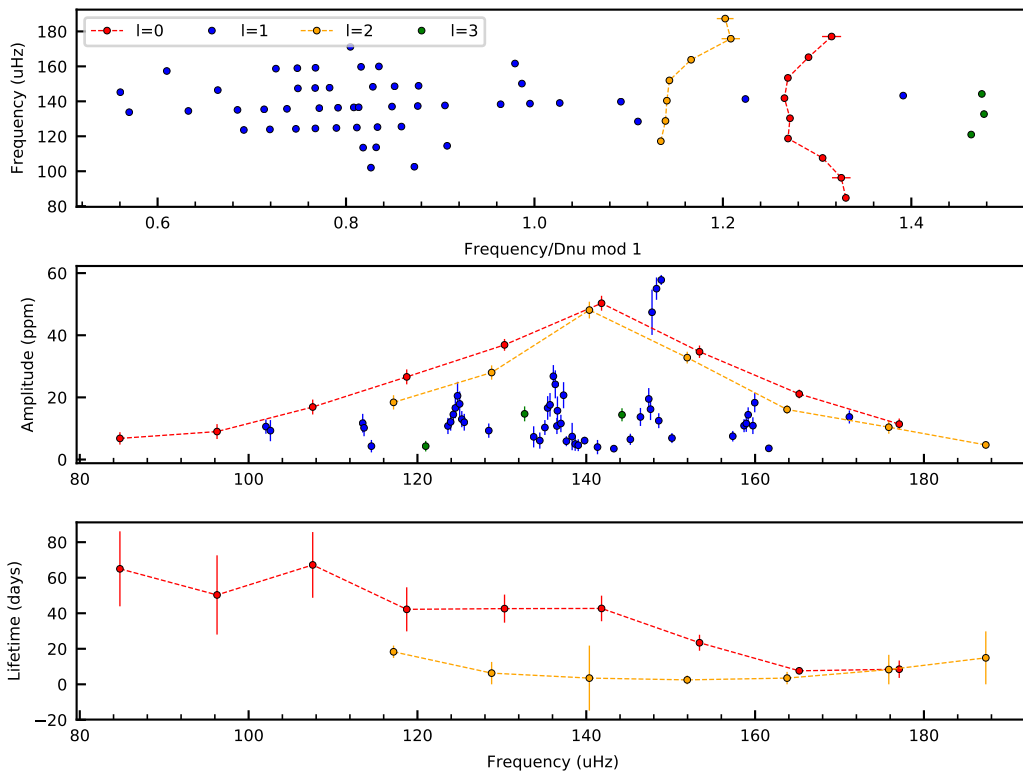 l=0 l=1 l=2 l=3
Frequency (uHz)
180
160
140
120
100
80
0.6 0.8 1.0 1.2 1.4
Frequency/Dnu mod 1
Amplitude (ppm)
60
40
20
0
80 100 120 140 160 180
Lifetime (days)
80
60
40
20
0
−20
80 100 120 140 160 180
Frequency (uHz)